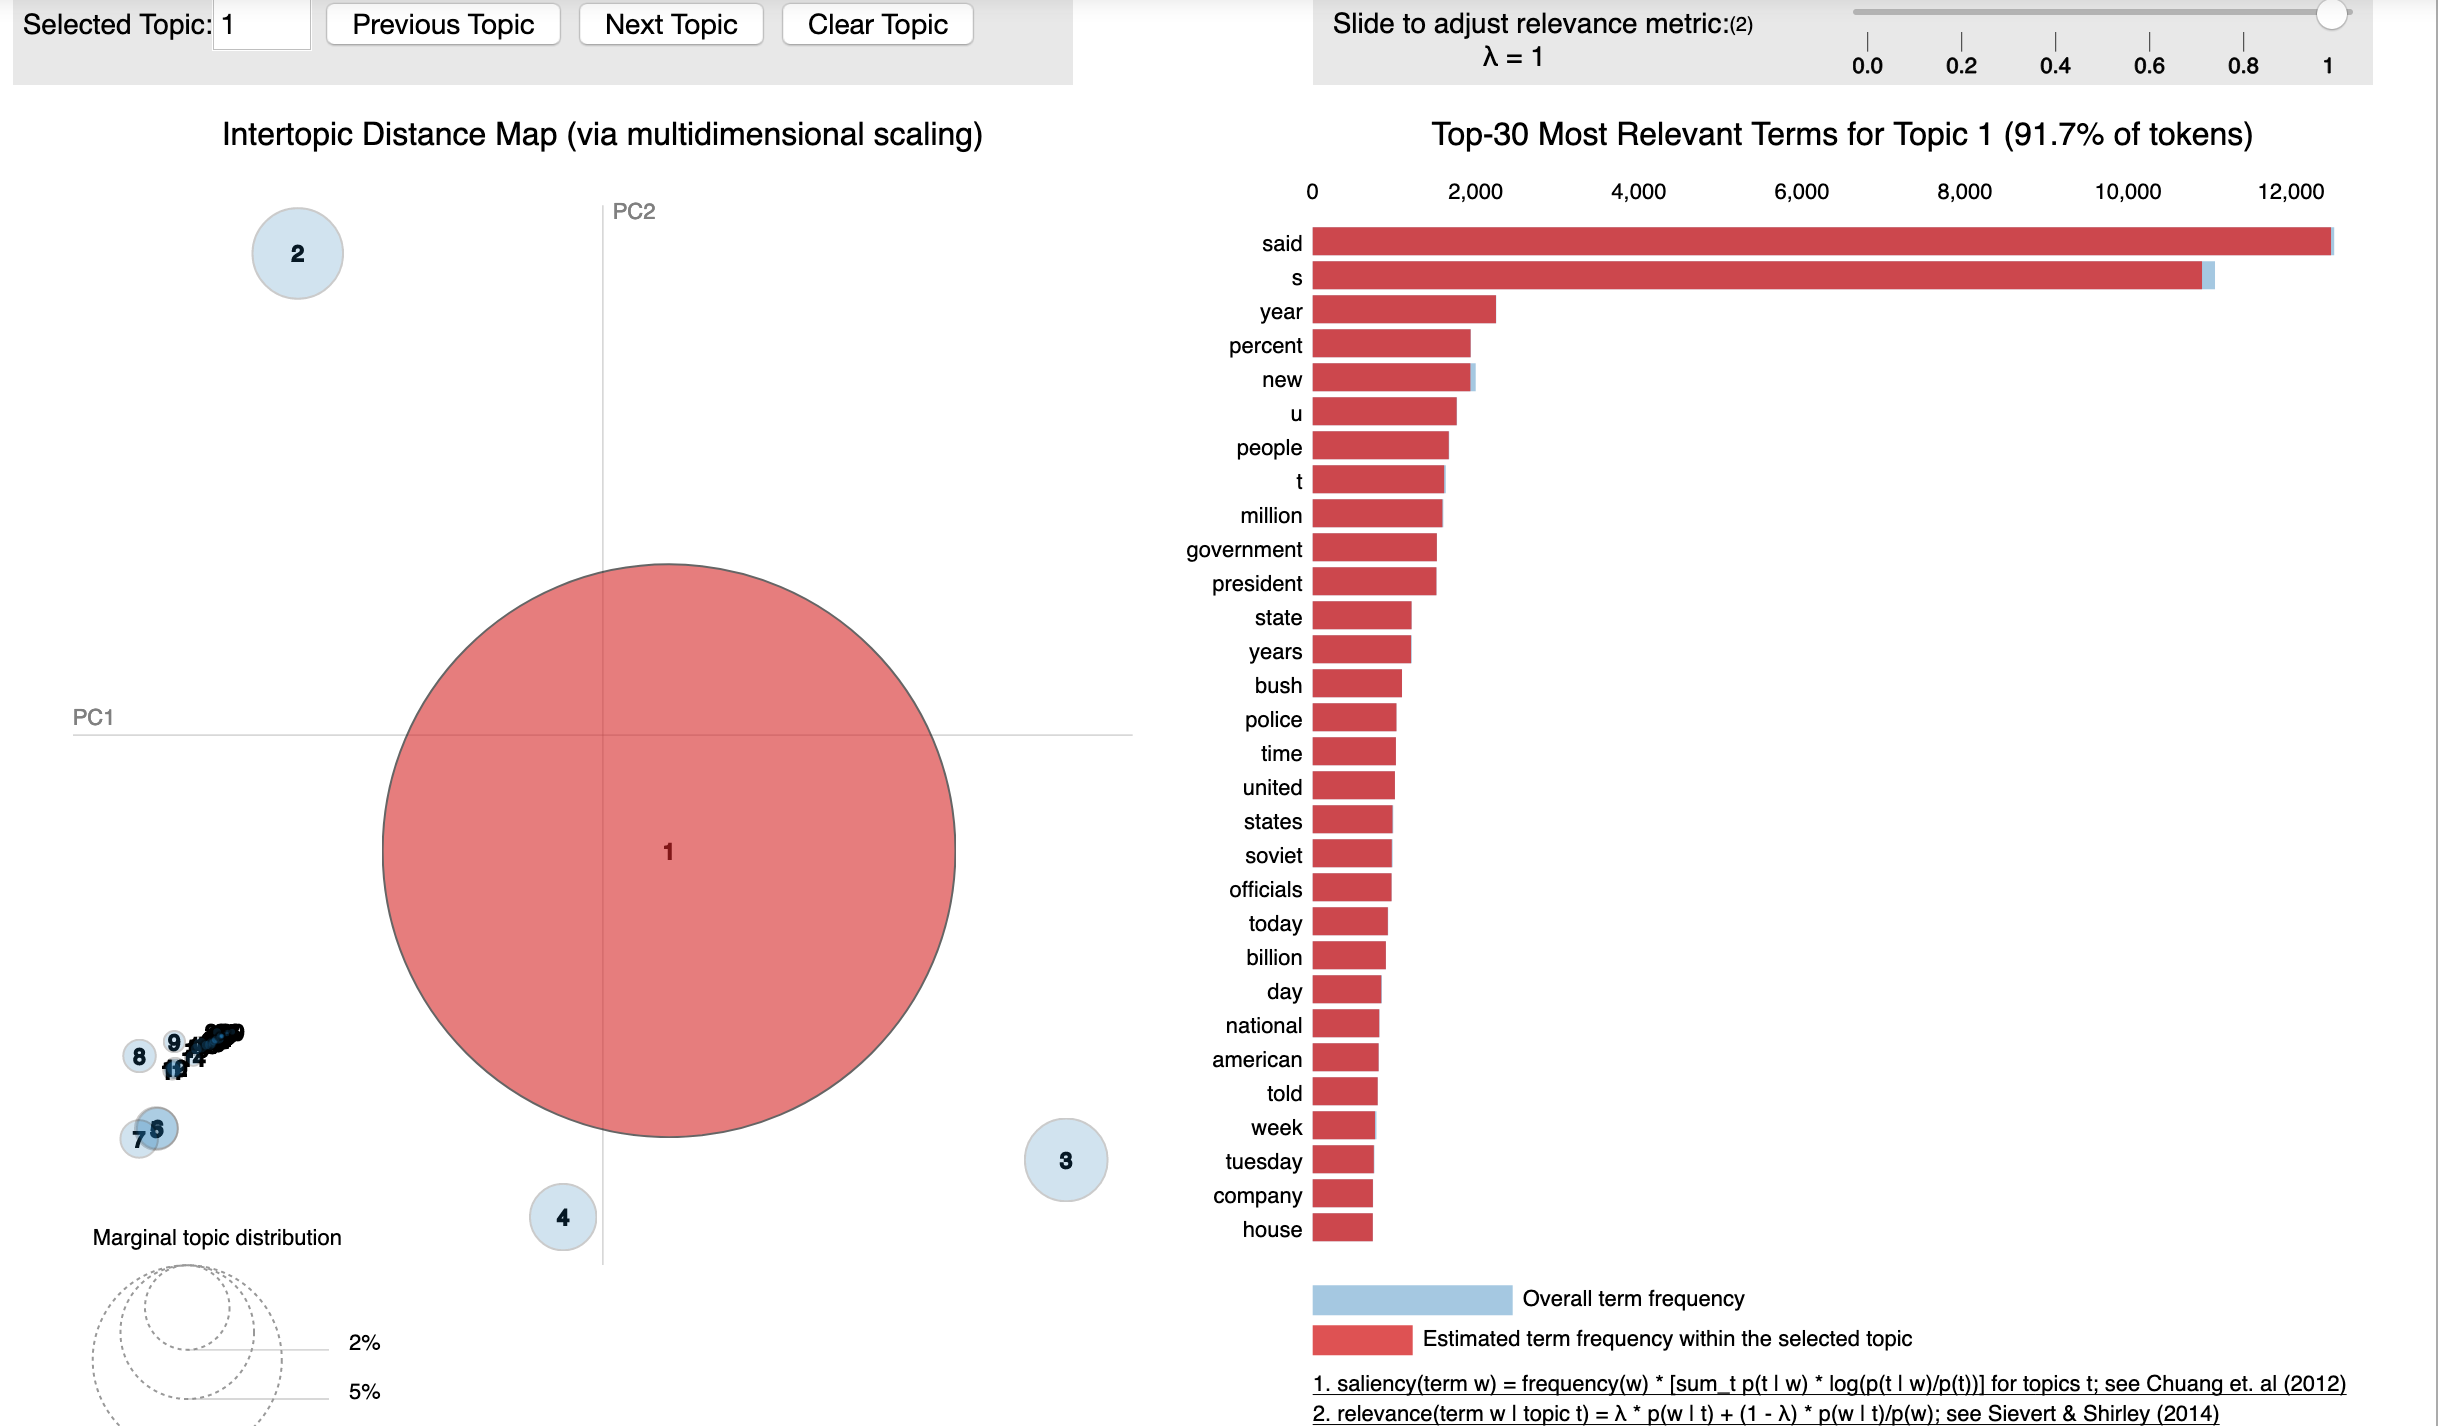 Selected Topic: 1 Previous Topic Next Topic Clear Topic
Slide to adjust relevance metric:(2)
λ = 1
0.0 0.2 0.4 0.6 0.8 1
Intertopic Distance Map (via multidimensional scaling)
PC2
PC1
2
1
3
4
8
9
7
Marginal topic distribution
2%
5%
Top-30 Most Relevant Terms for Topic 1 (91.7% of tokens)
0 2,000 4,000 6,000 8,000 10,000 12,000
said
s
year
percent
new
u
people
t
million
government
president
state
years
bush
police
time
united
states
soviet
officials
today
billion
day
national
american
told
week
tuesday
company
house
Overall term frequency
Estimated term frequency within the selected topic
1. saliency(term w) = frequency(w) * [sum_t p(t | w) * log(p(t | w)/p(t))] for topics t; see Chuang et. al (2012)
2. relevance(term w | topic t) = λ * p(w | t) + (1 - λ) * p(w | t)/p(w); see Sievert & Shirley (2014)